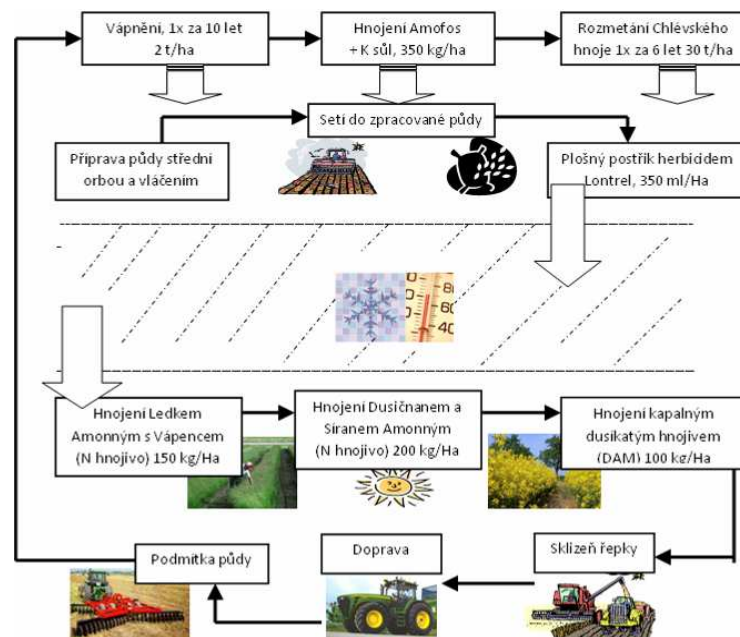 Vápnění, 1x za 10 let
2 t/ha
Hnojení Amofos
+ K sůl, 350 kg/ha
Rozmetání Chlévského
hnoje 1x za 6 let 30 t/ha
Setí do zpracované půdy
Příprava půdy střední
orbou a vláčením
Plošný postřik herbicidem
Lontrel, 350 ml/Ha
80
60
40
Hnojení Ledkem
Amonným s Vápencem
(N hnojivo) 150 kg/Ha
Hnojení Dusičnanem a
Síranem Amonným
(N hnojivo) 200 kg/Ha
Hnojení kapalným
dusíkatým hnojivem
(DAM) 100 kg/Ha
Podmítka půdy
Doprava
Sklizeň řepky